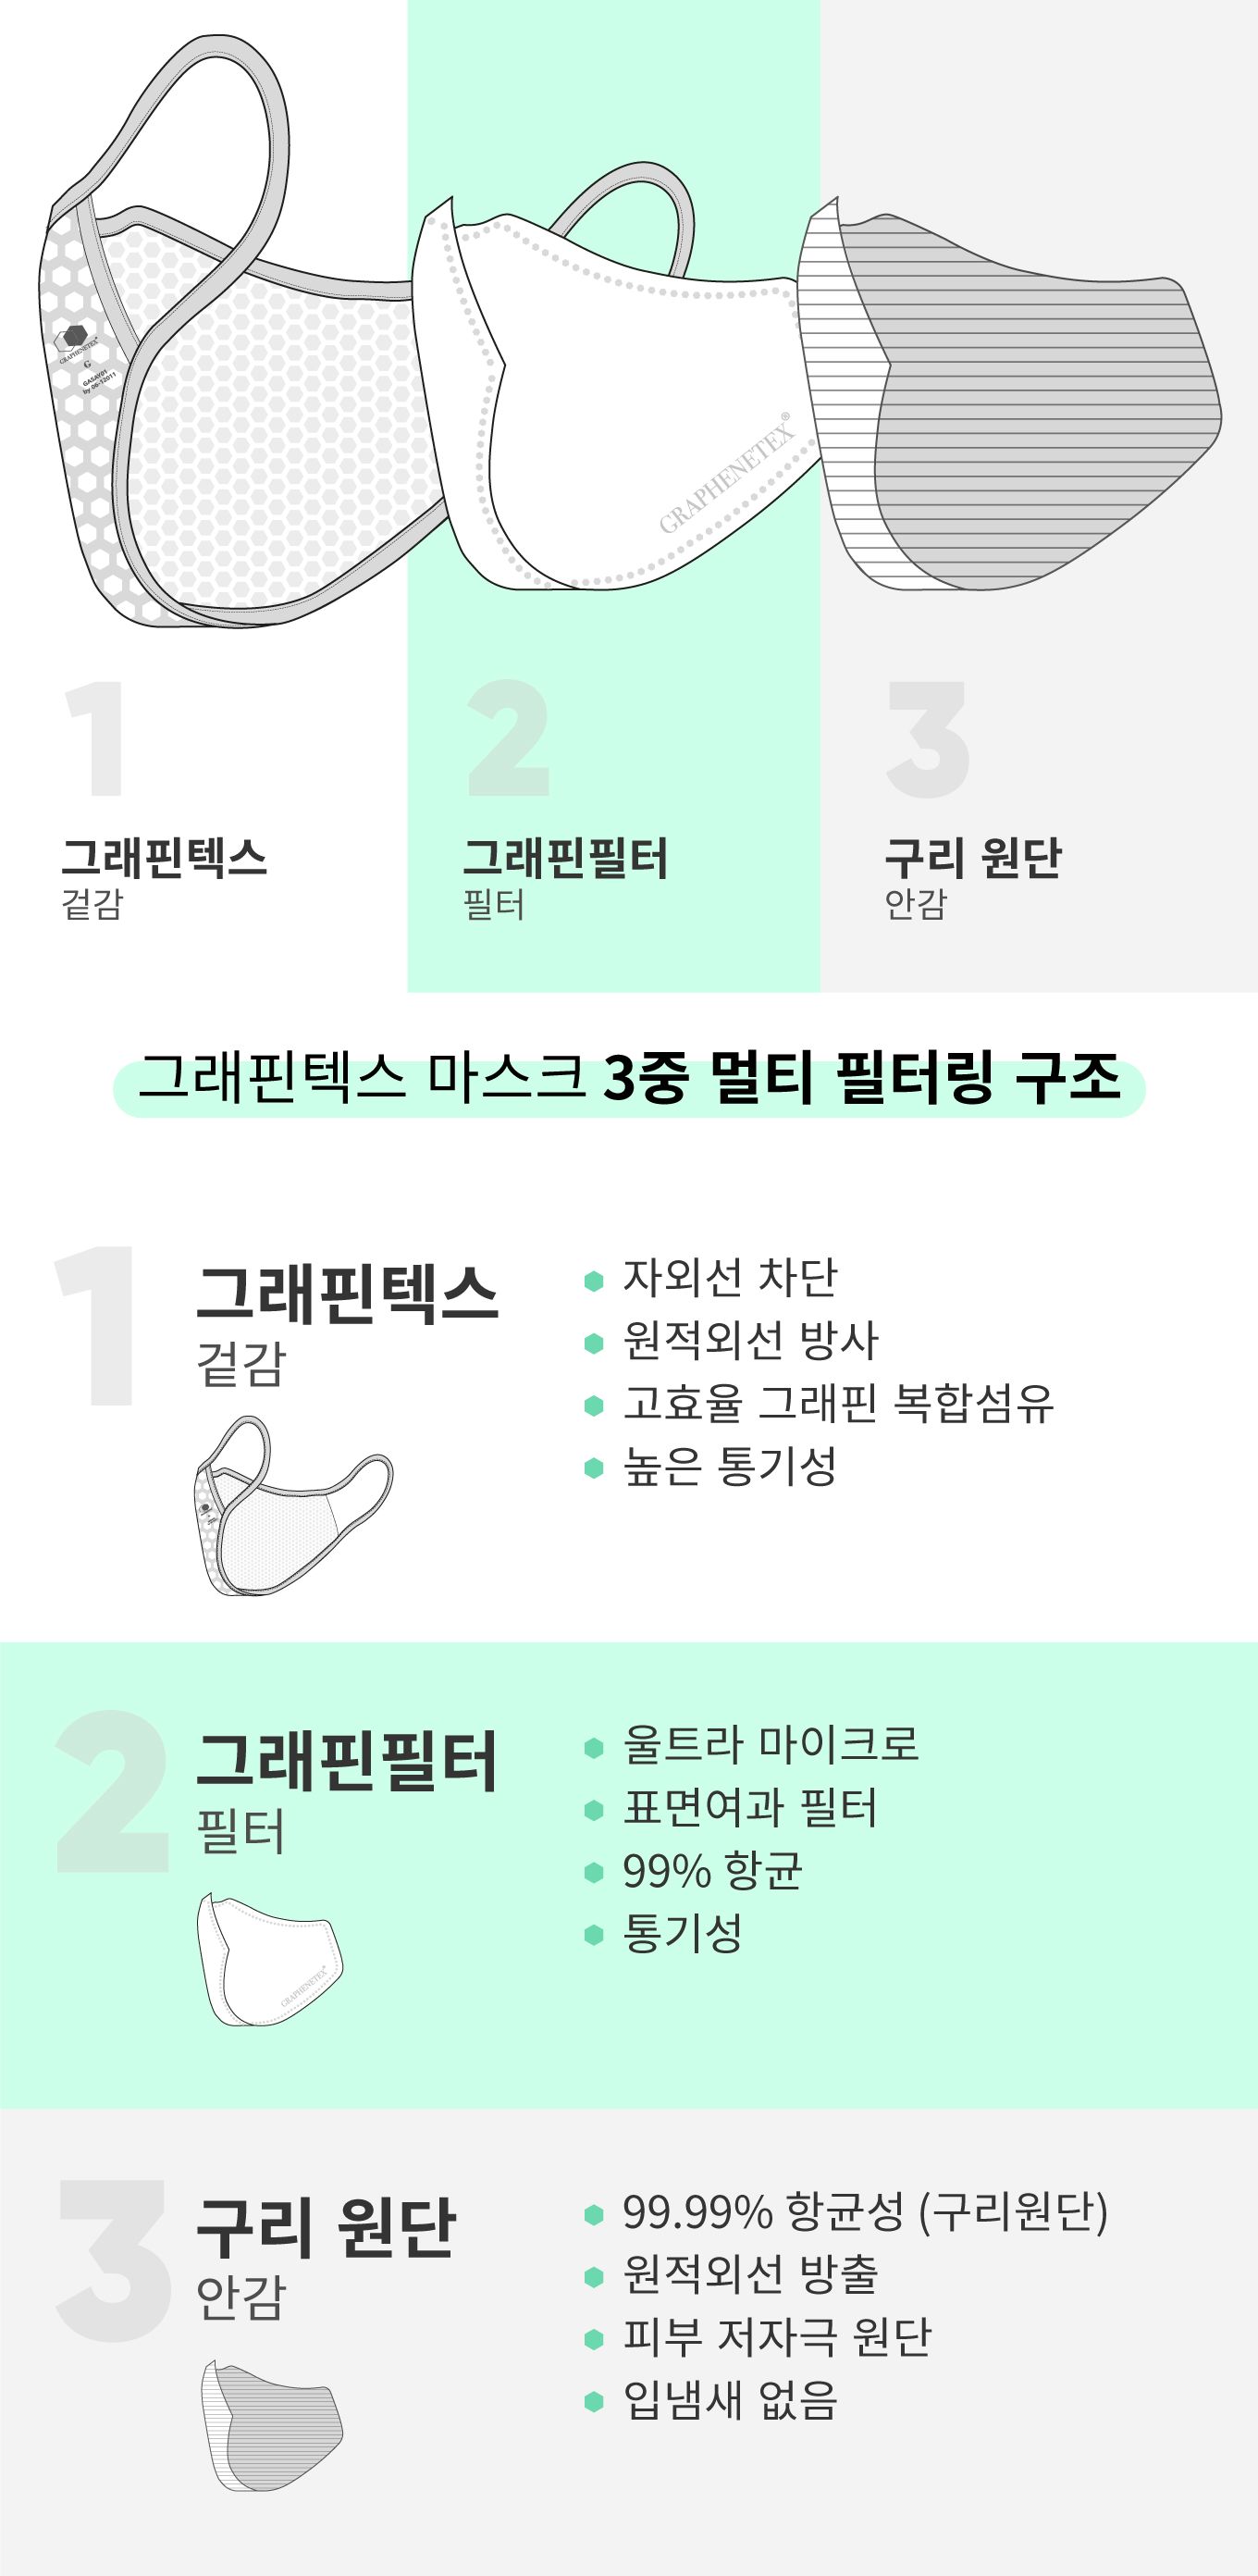 GRAPHENETEX®
G
GASAY01
by 06-12011
GRAPHENETEX®
1
그래핀텍스
겉감
2
그래핀필터
필터
3
구리 원단
안감
그래핀텍스 마스크 3중 멀티 필터링 구조
1
그래핀텍스
겉감
자외선 차단
원적외선 방사
고효율 그래핀 복합섬유
높은 통기성
2
그래핀필터
필터
GRAPHENETEX®
울트라 마이크로
표면여과 필터
99% 항균
통기성
3
구리 원단
안감
99.99% 항균성 (구리원단)
원적외선 방출
피부 저자극 원단
입냄새 없음